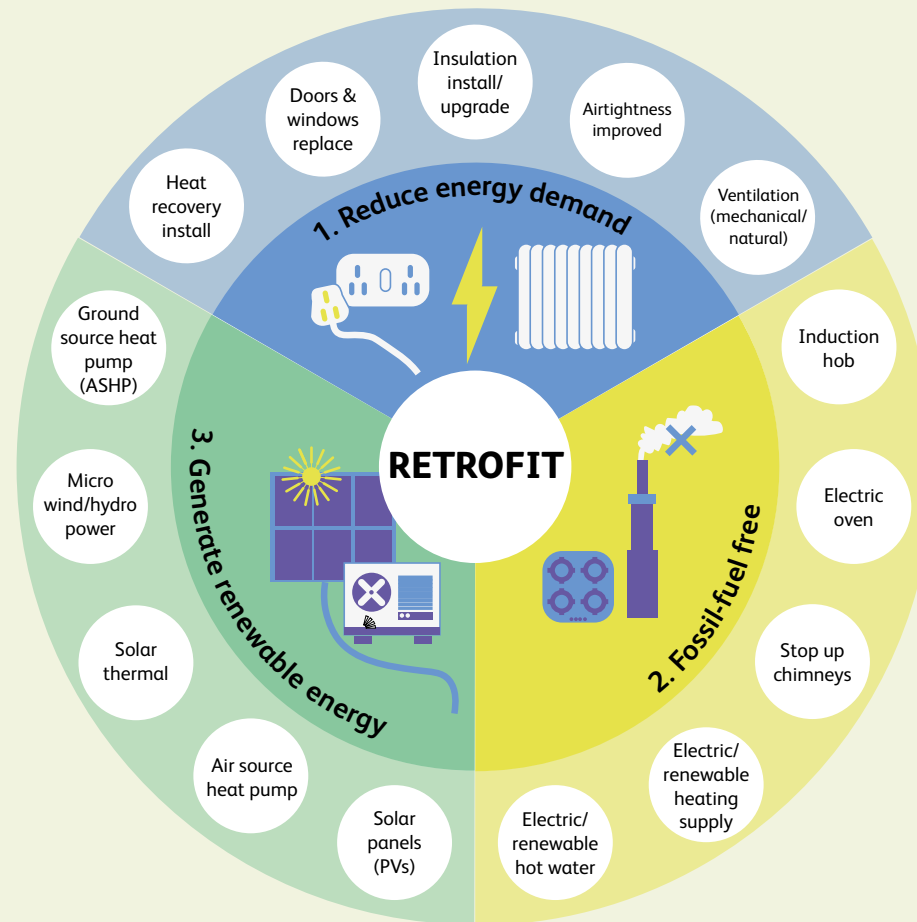 RETROFIT
1. Reduce energy demand
Heat
recovery
install
Doors &
windows
replace
Insulation
install/
upgrade
Airtightness
improved
Ventilation
(mechanical/
natural)
2. Fossil-fuel free
Induction
hob
Electric
oven
Stop up
chimneys
Electric/
renewable
heating
supply
Electric/
renewable
hot water
3. Generate renewable energy
Solar
panels
(PVs)
Air source
heat pump
Solar
thermal
Micro
wind/hydro
power
Ground
source heat
pump
(ASHP)